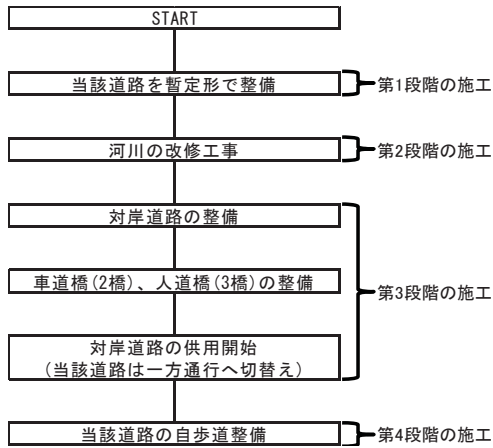 START
当該道路を暫定形で整備
第1段階の施工
河川の改修工事
第2段階の施工
対岸道路の整備
車道橋(2橋)、人道橋(3橋)の整備
第3段階の施工
対岸道路の供用開始
(当該道路は一方通行へ切替え)
当該道路の自歩道整備
第4段階の施工